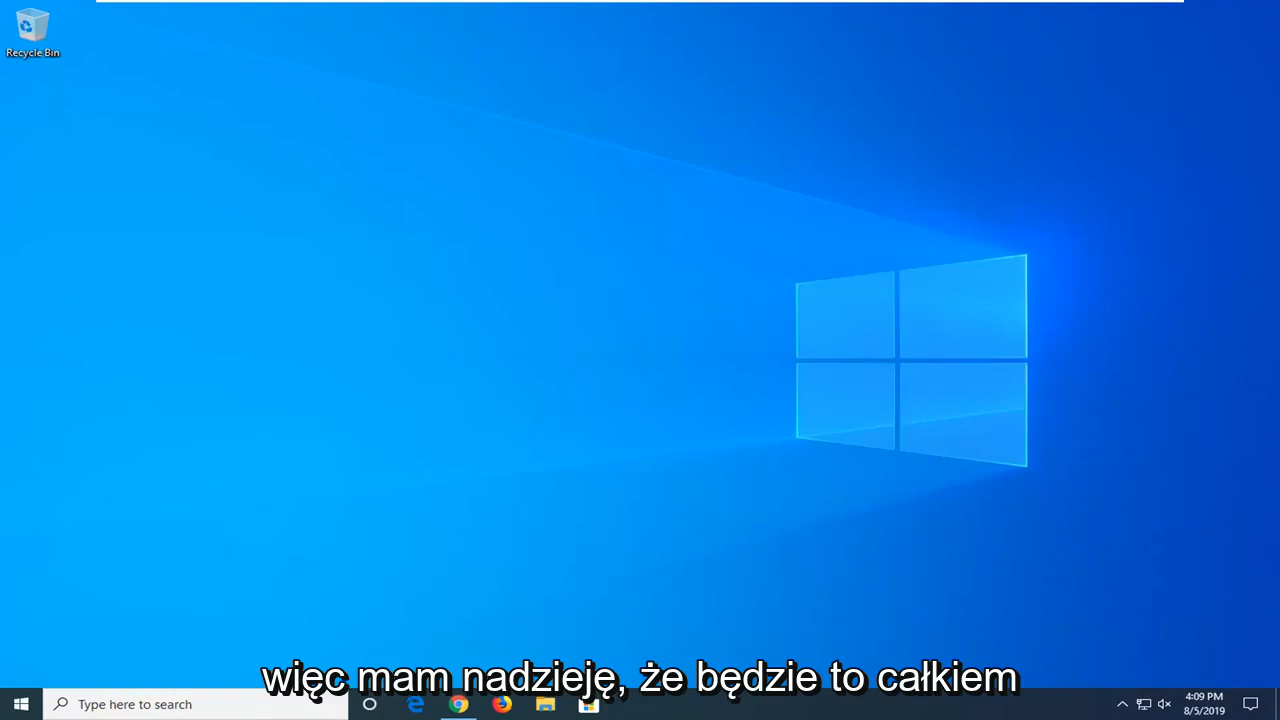 Recycle Bin
więc mam nadzieję, że będzie to całkiem
Type here to search
4:09 PM
8/5/2019